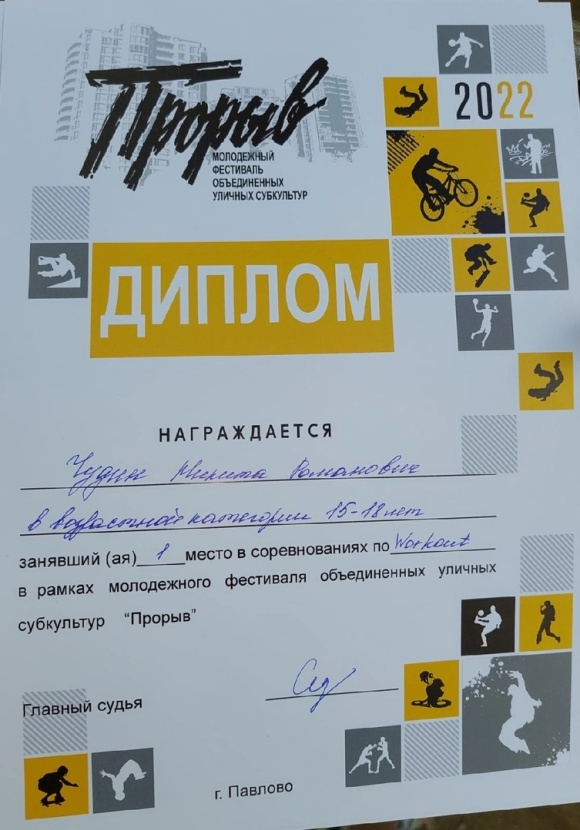 2022
Прорыв
МОЛОДЕЖНЫЙ
ФЕСТИВАЛЬ
ОБЪЕДИНЕННЫХ
УЛИЧНЫХ СУБКУЛЬТУР
ДИПЛОМ
НАГРАЖДАЕТСЯ
Чудин Никита Романович
в возрастной категории 15-18 лет
занявший (ая) 1 место в соревнованиях по Workout
в рамках молодежного фестиваля объединенных уличных
субкультур “Прорыв”
Главный судья
г. Павлово